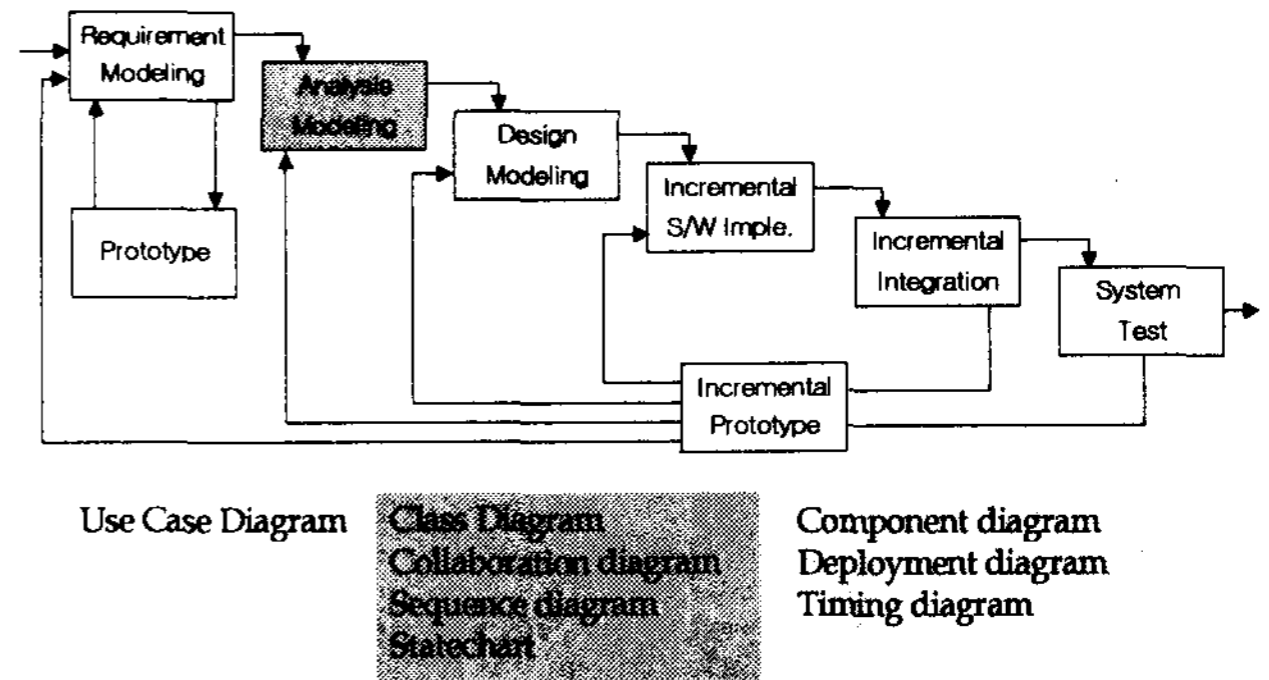 Requirement
Modeling
Analysis
Modeling
Design
Modeling
Incremental
S/W Imple.
Incremental
Integration
System
Test
Prototype
Incremental
Prototype
Use Case Diagram
Class Diagram
Collaboration diagram
Sequence diagram
Statechart
Component diagram
Deployment diagram
Timing diagram